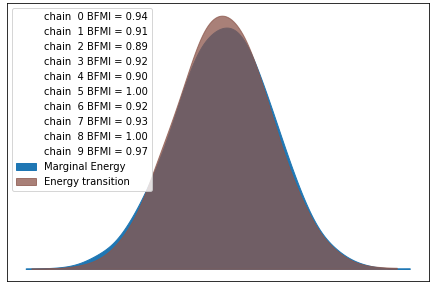 chain  0 BFMI = 0.94
chain  1 BFMI = 0.91
chain  2 BFMI = 0.89
chain  3 BFMI = 0.92
chain  4 BFMI = 0.90
chain  5 BFMI = 1.00
chain  6 BFMI = 0.92
chain  7 BFMI = 0.93
chain  8 BFMI = 1.00
chain  9 BFMI = 0.97
Marginal Energy
Energy transition